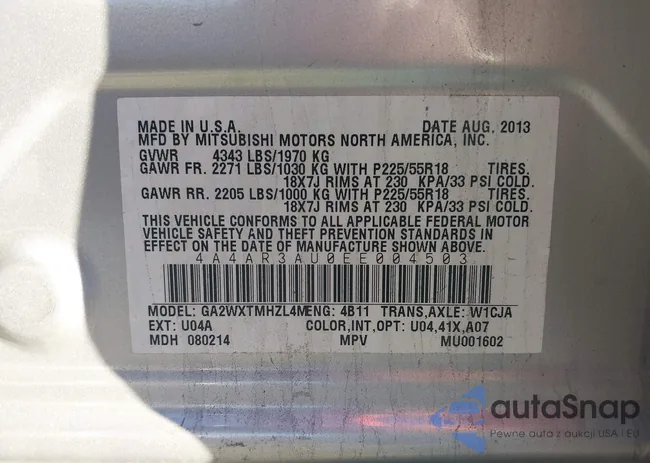 MADE IN U.S.A. DATE AUG, 2013
MFD BY MITSUBISHI MOTORS NORTH AMERICA, INC.
GVWR 4343 LBS/1970 KG
GAWR FR. 2271 LBS/1030 KG WITH P225/55R18 TIRES.
18X7J RIMS AT 230 KPA/33 PSI COLD.
GAWR RR. 2205 LBS/1000 KG WITH P225/55R18 TIRES.
18X7J RIMS AT 230 KPA/33 PSI COLD.
THIS VEHICLE CONFORMS TO ALL APPLICABLE FEDERAL MOTOR
VEHICLE SAFETY AND THEFT PREVENTION STANDARDS IN
EFFECT ON THE DATE OF MANUFACTURE SHOWN ABOVE.
4A4AR3AU0EE004503
MODEL: GA2WXTMHZL4MENG: 4B11 TRANS,AXLE: W1CJA
EXT: U04A COLOR,INT,OPT: U04,41X,A07
MDH 080214 MPV MU001602
autaSnap
Pewne auta z aukcji USA i EU